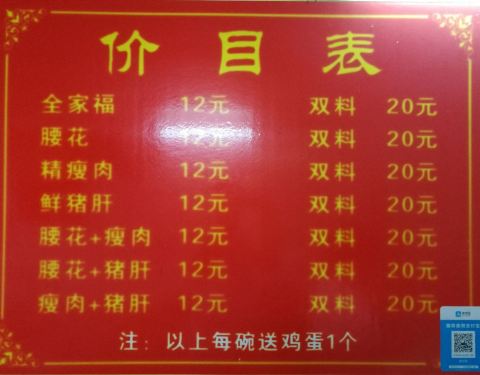 价目表
全家福 12元 双料 20元
腰花 12元 双料 20元
精瘦肉 12元 双料 20元
鲜猪肝 12元 双料 20元
腰花+瘦肉 12元 双料 20元
腰花+猪肝 12元 双料 20元
瘦肉+猪肝 12元 双料 20元
注：以上每碗送鸡蛋1个